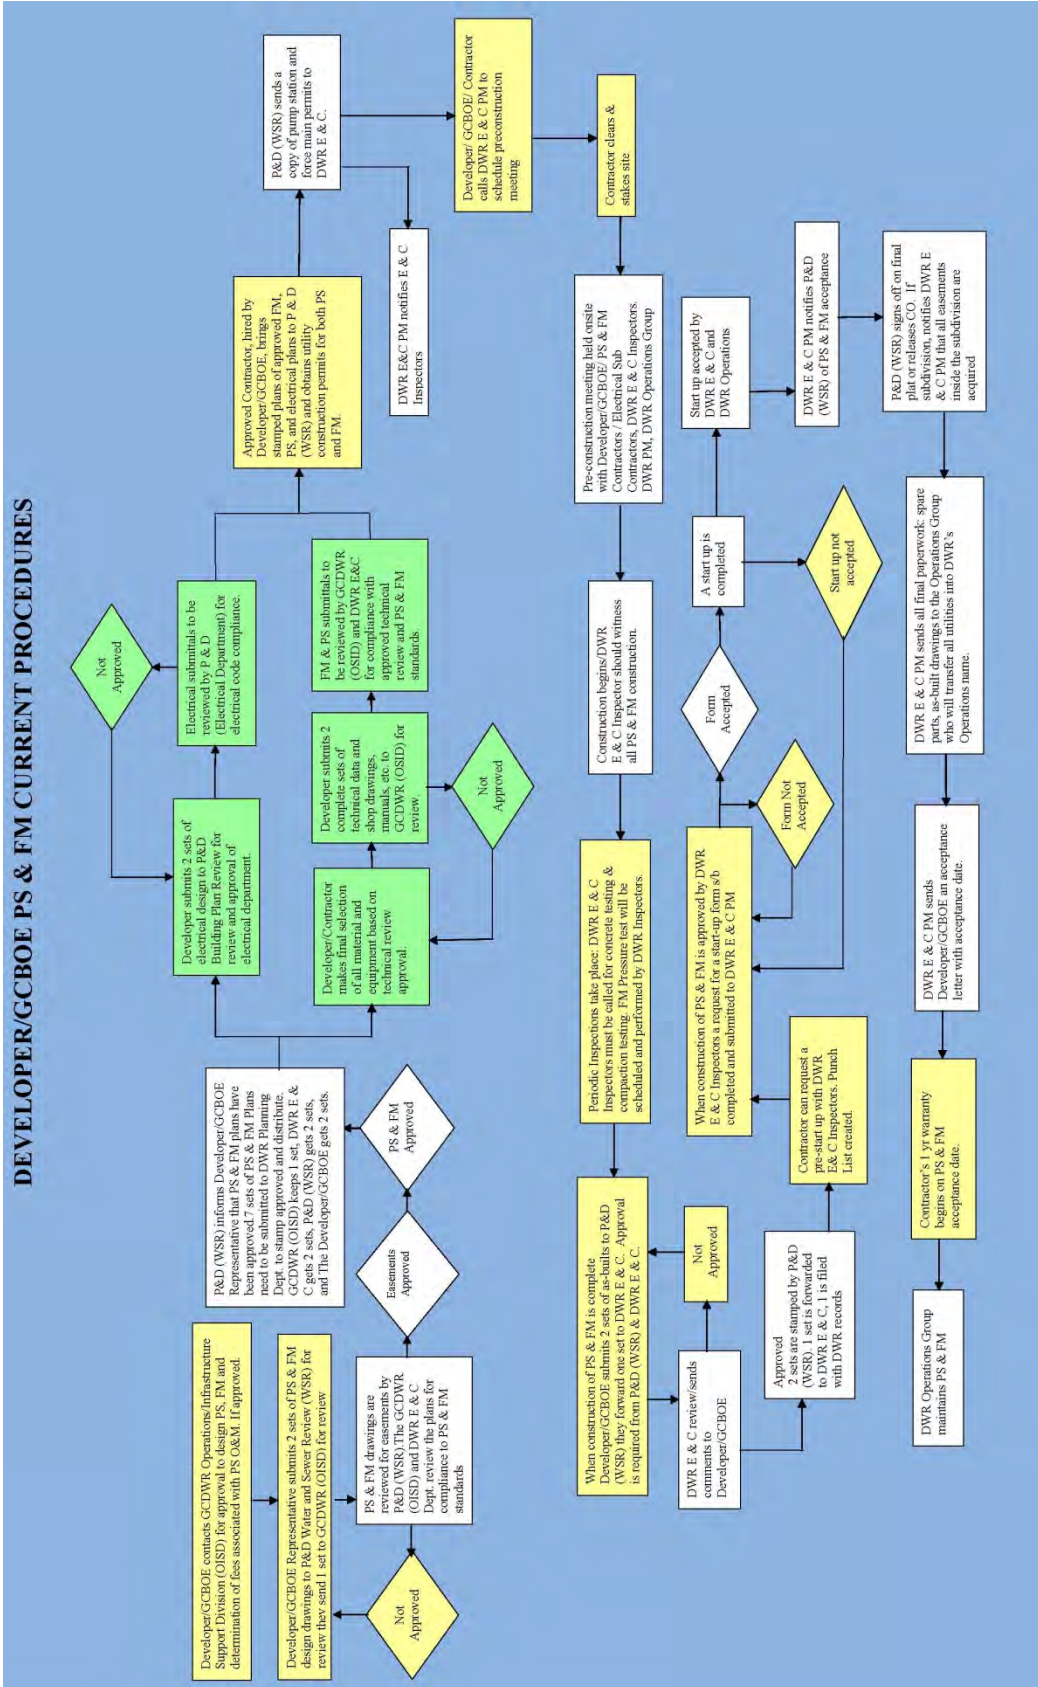 DEVELOPER/GCBOE PS & FM CURRENT PROCEDURES
Developer/GCBOE contacts GCDWR Operations/Infrastructure
Support Division (OISD) for approval to design PS, FM and
determination of fees associated with PS O&M. If approved.
Developer/GCBOE Representative submits 2 sets of PS & FM
design drawings to P&D Water and Sewer Review (WSR) for
review they send 1 set to GCDWR (OISD) for review
PS & FM drawings are
reviewed for easements by
P&D (WSR).The GCDWR
(OISD) and DWR E & C
Dept. review the plans for
compliance to PS & FM
standards
Not
Approved
Easements
Approved
PS & FM
Approved
P&D (WSR) informs Developer/GCBOE
Representative that PS & FM plans have
been approved.7 sets of PS & FM Plans
need to be submitted to DWR Planning
Dept. to stamp approved and distribute.
GCDWR (OISD) keeps 1 set, DWR E &
C gets 2 sets, P&D (WSR) gets 2 sets,
and The Developer/GCBOE gets 2 sets.
Developer submits 2 sets of
electrical design to P&D
Building Plan Review for
review and approval of
electrical department.
Electrical submittals to be
reviewed by P & D
(Electrical Department) for
electrical code compliance.
Not
Approved
Developer/Contractor
makes final selection
of all material and
equipment based on
technical review
approval.
Developer submits 2
complete sets of
technical data and
shop drawings,
manuals, etc. to
GCDWR (OSID) for
review.
Not
Approved
FM & PS submittals to
be reviewed by GCDWR
(OSID) and DWR E&C
for compliance with
approved technical
review and PS & FM
standards.
Approved Contractor, hired by
Developer/GCBOE, brings
stamped plans of approved FM,
PS, and electrical plans to P & D
(WSR) and obtains utility
construction permits for both PS
and FM.
P&D (WSR) sends a
copy of pump station and
force main permits to
DWR E & C.
DWR E&C PM notifies E & C
Inspectors
Developer/ GCBOE/ Contractor
calls DWR E & C PM to
schedule preconstruction
meeting
Contractor clears &
stakes site
Pre-construction meeting held onsite
with Developer/GCBOE/ PS & FM
Contractors / Electrical Sub
Contractors, DWR E & C Inspectors.
DWR PM, DWR Operations Group
Construction begins/DWR
E & C Inspector should witness
all PS & FM construction.
Periodic Inspections take place: DWR E & C
Inspectors must be called for concrete testing &
compaction testing. FM Pressure test will be
scheduled and performed by DWR Inspectors.
When construction of PS & FM is complete
Developer/GCBOE submits 2 sets of as-builts to P&D
(WSR) they forward one set to DWR E & C. Approval
is required from P&D (WSR) & DWR E & C.
DWR E & C review/sends
comments to
Developer/GCBOE
Not
Approved
Approved
2 sets are stamped by P&D
(WSR). 1 set is forwarded
to DWR E & C, 1 is filed
with DWR records
Contractor can request a
pre-start up with DWR
E& C Inspectors. Punch
List created.
When construction of PS & FM is approved by DWR
E & C Inspectors a request for a start-up form s/b
completed and submitted to DWR E & C PM
Form Not
Accepted
Form
Accepted
A start up is
completed
Start up not
accepted
Start up accepted by
DWR E & C and
DWR Operations
DWR E & C PM notifies P&D
(WSR) of PS & FM acceptance
P&D (WSR) signs off on final
plat or releases CO. If
subdivision, notifies DWR E
& C PM that all easements
inside the subdivision are
acquired
DWR E & C PM sends all final paperwork: spare
parts, as-built drawings to the Operations Group
who will transfer all utilities into DWR's
Operations name.
DWR E & C PM sends
Developer/GCBOE an acceptance
letter with acceptance date.
Contractor's 1 yr warranty
begins on PS & FM
acceptance date.
DWR Operations Group
maintains PS & FM